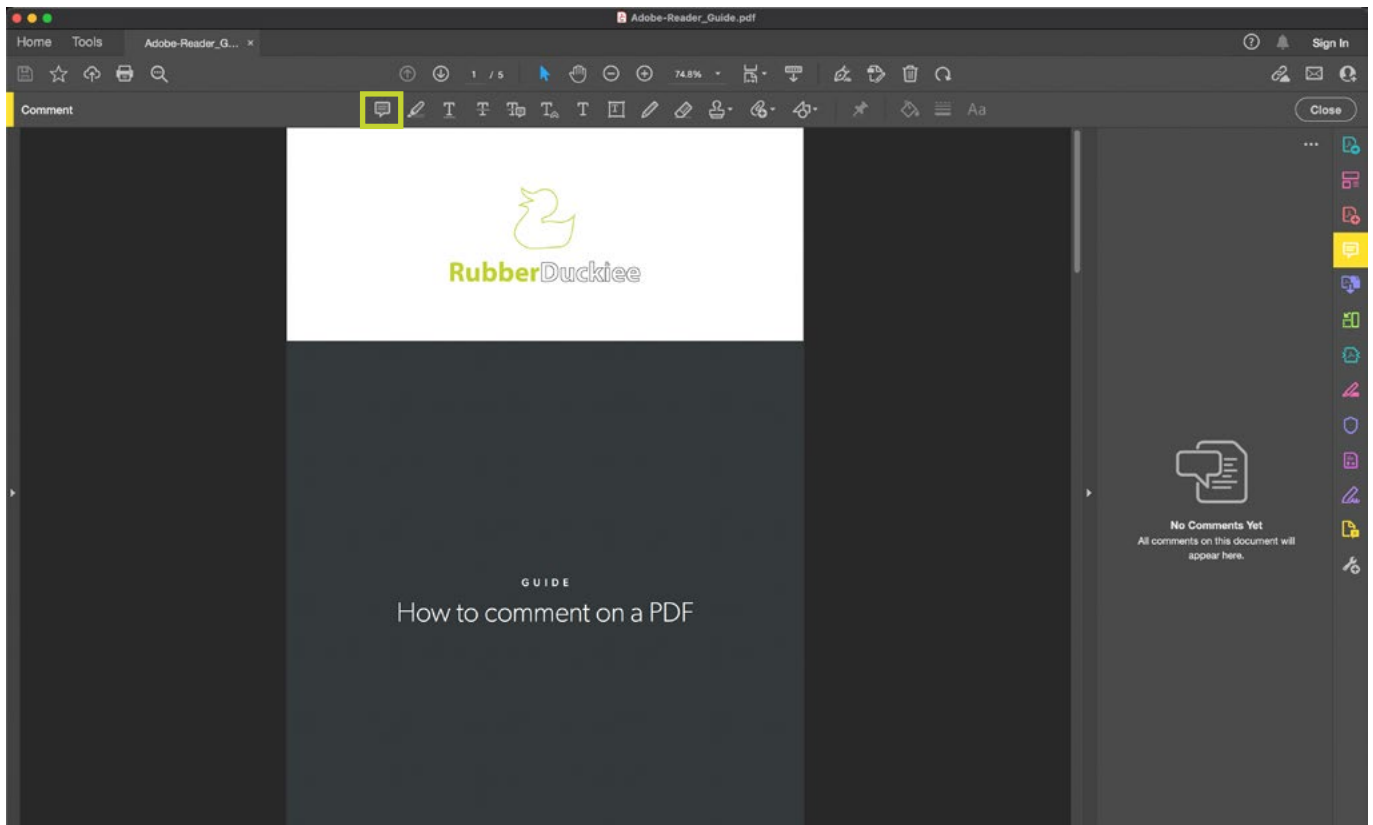 Adobe-Reader_Guide.pdf
Home Tools Adobe-Reader_G... × ? Sign In
1 / 5 74.8%
Comment T T T T T T Aa Close
RubberDuckiee
GUIDE
How to comment on a PDF
No Comments Yet
All comments on this document will
appear here.